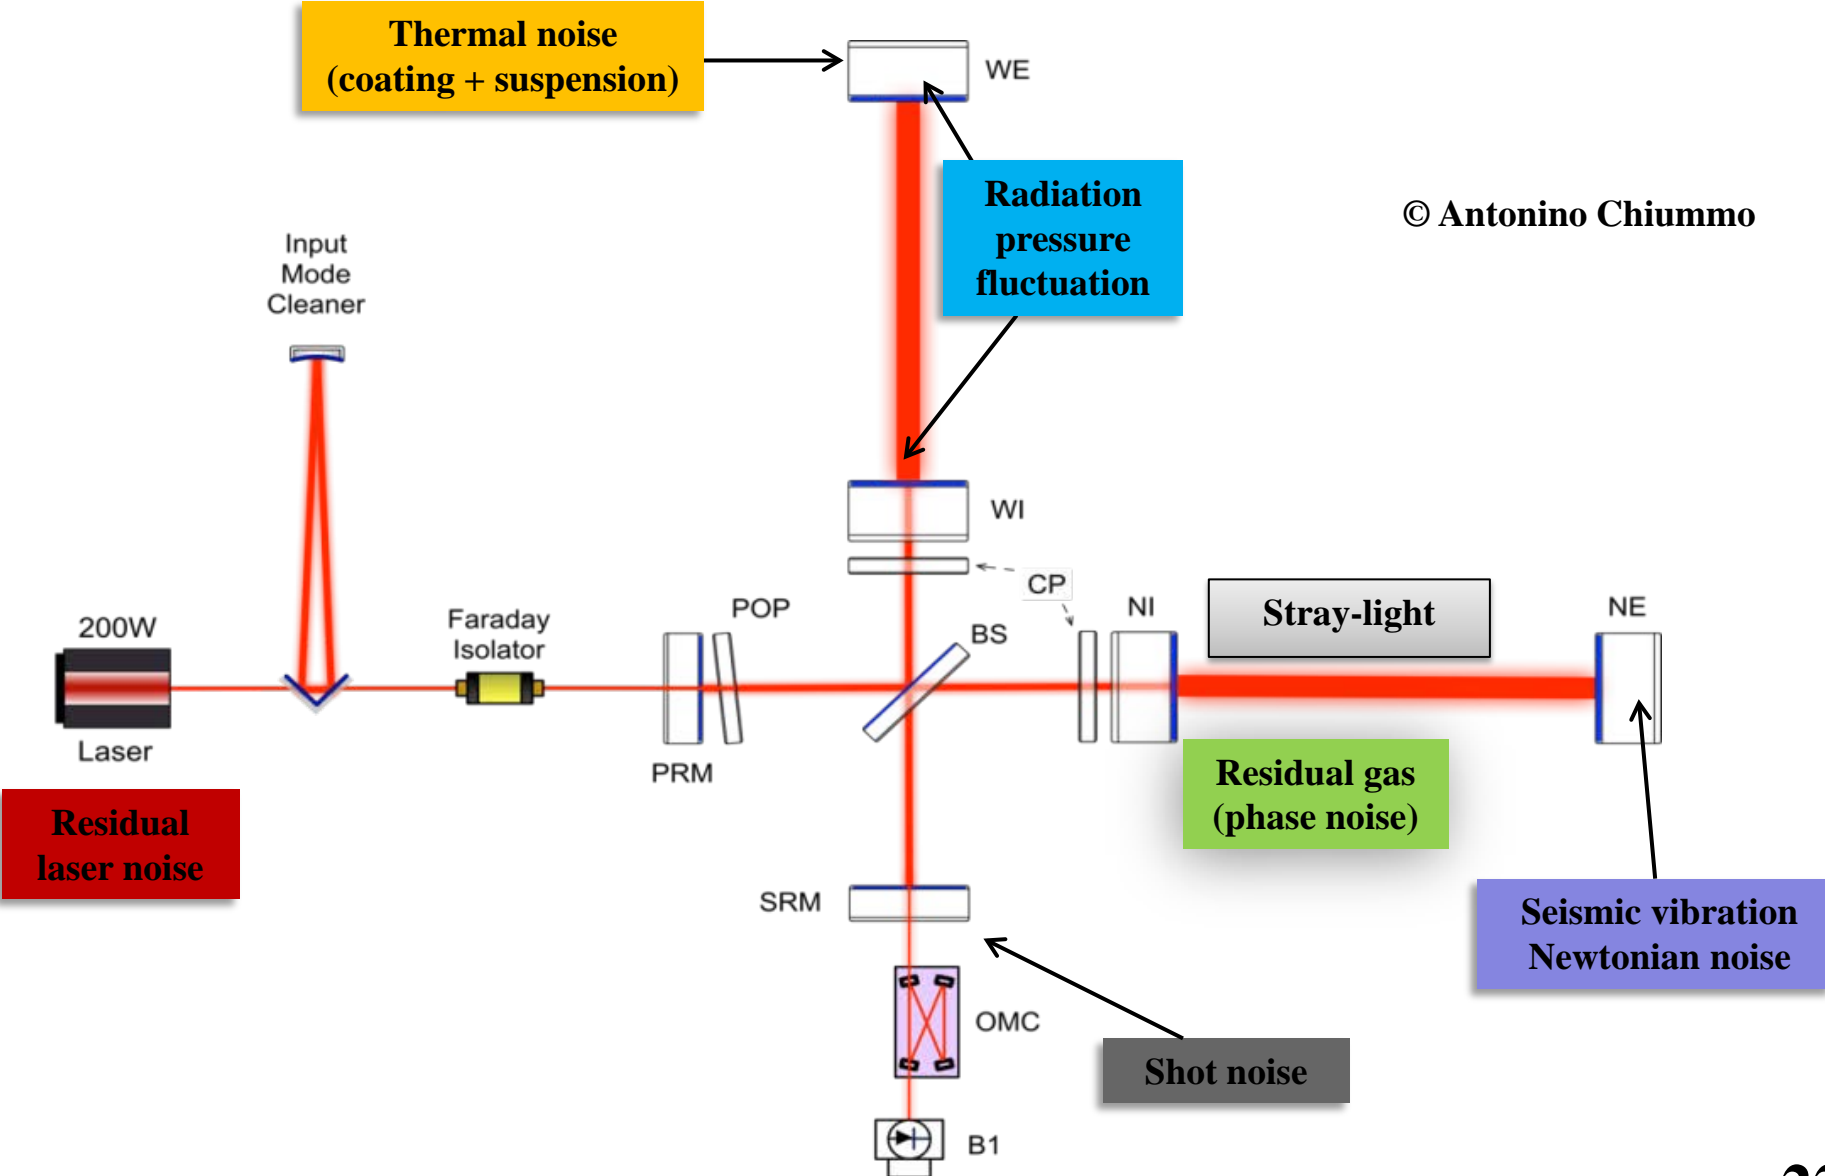 Thermal noise
(coating + suspension)
WE
Radiation
pressure
fluctuation
© Antonino Chiummo
Input
Mode
Cleaner
WI
CP
200W
Laser
Faraday
Isolator
POP
PRM
BS
NI
Stray-light
NE
Residual
laser noise
Residual gas
(phase noise)
Seismic vibration
Newtonian noise
SRM
OMC
Shot noise
B1